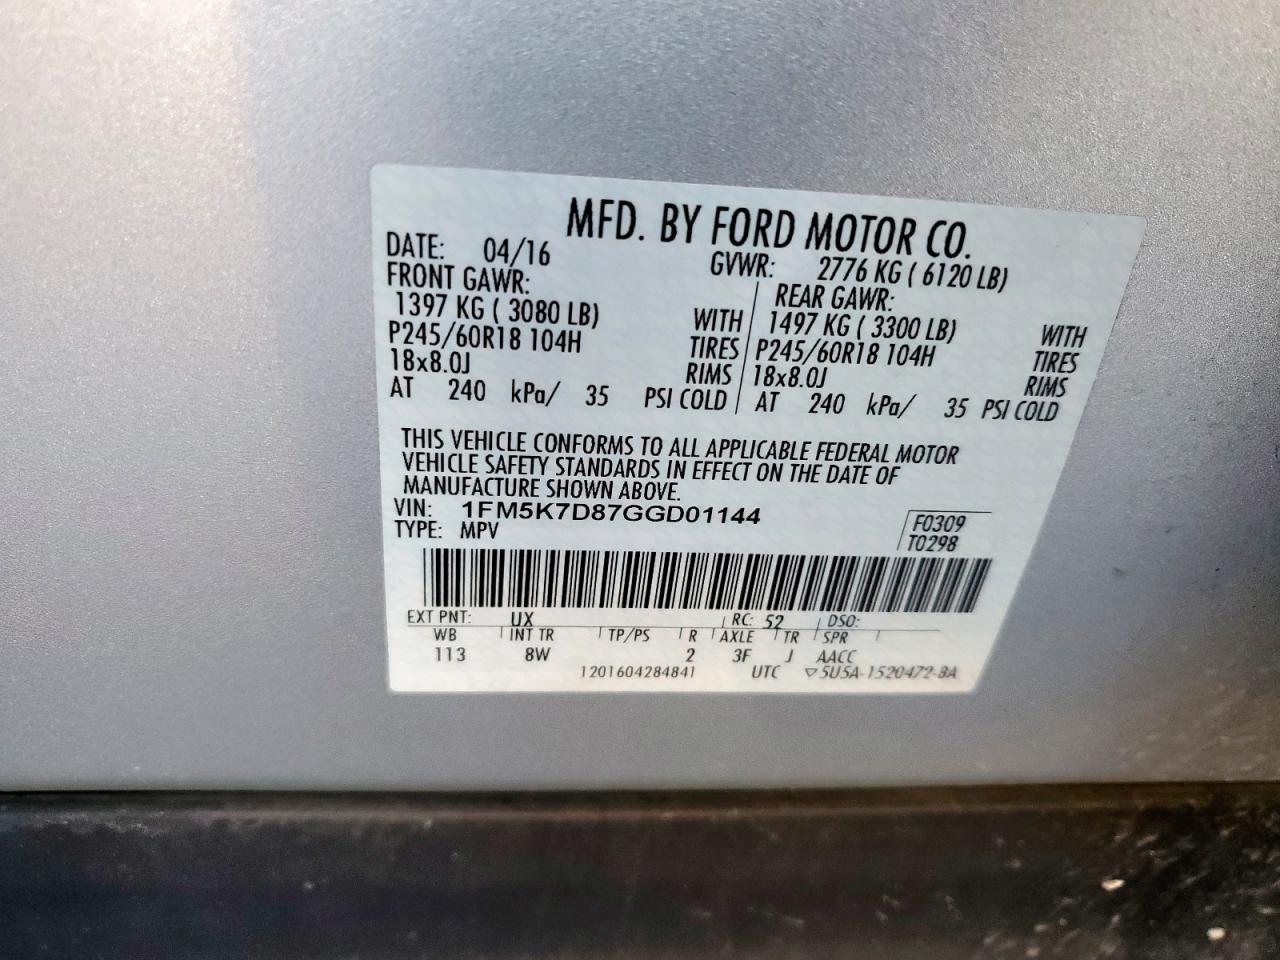 MFD. BY FORD MOTOR CO.
DATE: 04/16 GVWR: 2776 KG ( 6120 LB)
FRONT GAWR: REAR GAWR:
1397 KG ( 3080 LB) WITH 1497 KG ( 3300 LB) WITH
P245/60R18 104H TIRES P245/60R18 104H TIRES
18x8.0J RIMS 18x8.0J RIMS
AT 240 kPa/ 35 PSI COLD AT 240 kPa/ 35 PSI COLD
THIS VEHICLE CONFORMS TO ALL APPLICABLE FEDERAL MOTOR
VEHICLE SAFETY STANDARDS IN EFFECT ON THE DATE OF
MANUFACTURE SHOWN ABOVE.
VIN: 1FM5K7D87GGD01144 F0309
TYPE: MPV T0298
EXT PNT: UX RC: 52 DSO:
WB INT TR TP/PS R AXLE TR SPR
113 8W 2 3F J AACC
1201604284841 UTC ▽5U5A-1520472-BA